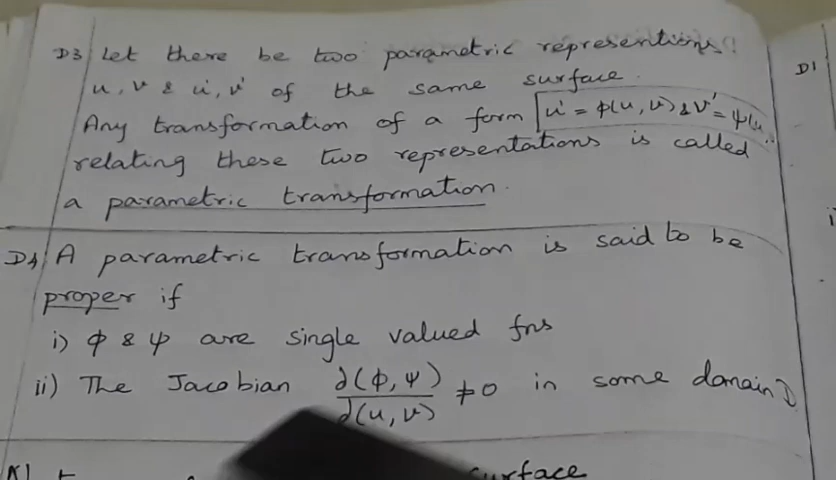 D3 Let there be two parametric representions
u, v & u', v' of the same surface.
Any transformation of a form u' = φ(u, v) & v' = ψ(u,
relating these two representations is called
a parametric transformation.
D4 A parametric transformation is said to be
proper if
i) φ & ψ are single valued fns
ii) The Jacobian ∂(φ, ψ)/∂(u, v) ≠ 0 in some domain D
surface
D1